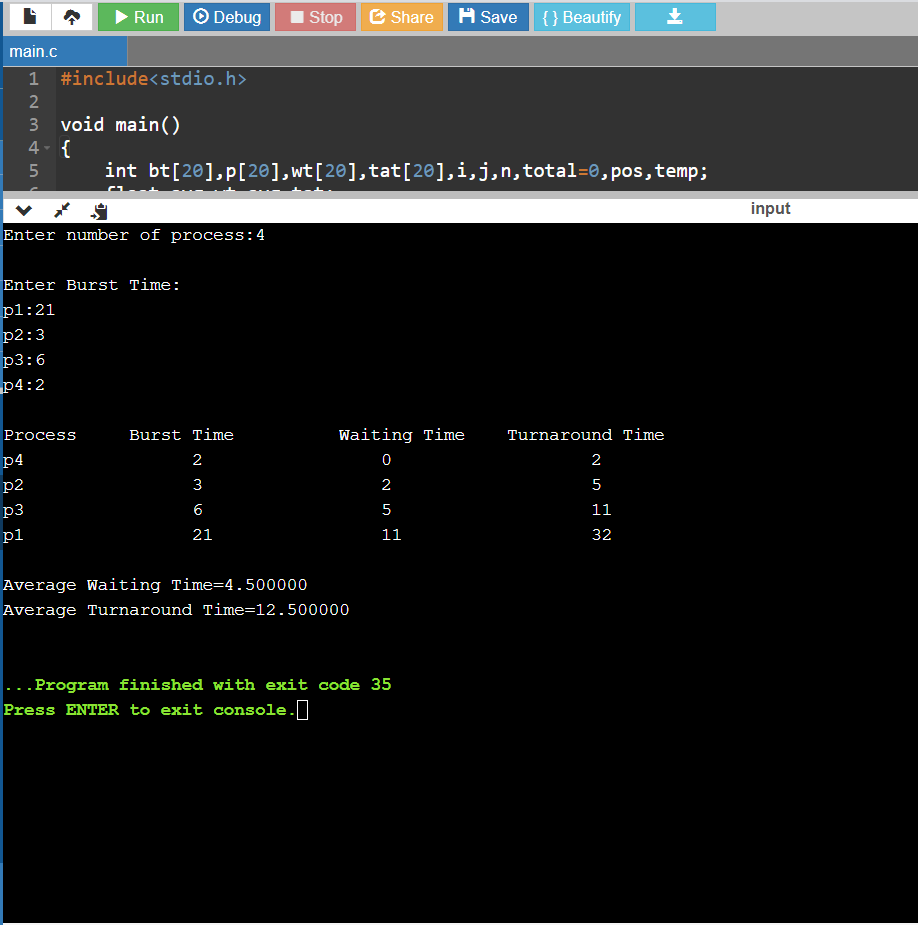 Run Debug Stop Share Save { } Beautify
main.c
1 #include<stdio.h>
2
3 void main()
4 {
5 int bt[20],p[20],wt[20],tat[20],i,j,n,total=0,pos,temp;
input
Enter number of process:4
Enter Burst Time:
p1:21
p2:3
p3:6
p4:2
Process Burst Time Waiting Time Turnaround Time
p4 2 0 2
p2 3 2 5
p3 6 5 11
p1 21 11 32
Average Waiting Time=4.500000
Average Turnaround Time=12.500000
...Program finished with exit code 35
Press ENTER to exit console.